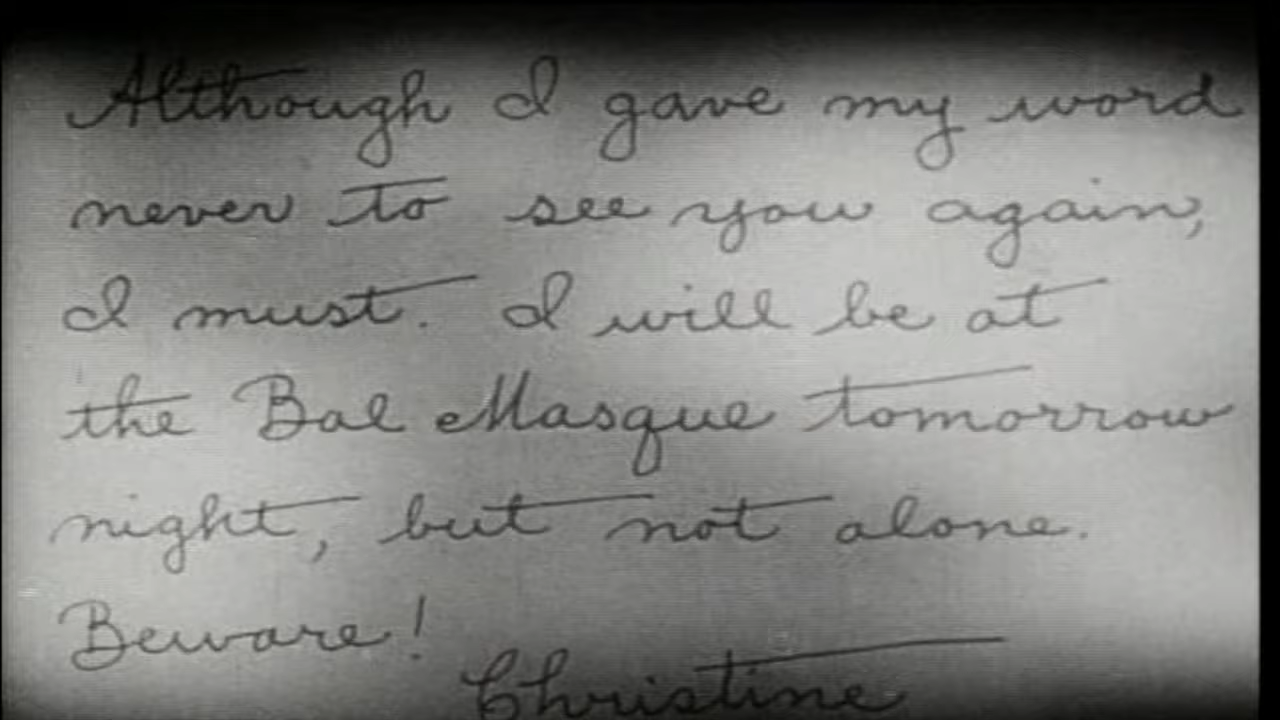 Although I gave my word
never to see you again,
I must. I will be at
the Bal Masque tomorrow
night, but not alone.
Beware!
Christine